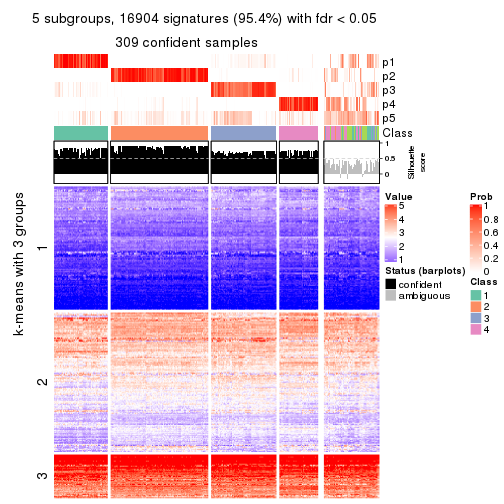 5 subgroups, 16904 signatures (95.4%) with fdr < 0.05
309 confident samples
p1
p2
p3
p4
p5
Class
1
0.5
0
Silhouette
score
k-means with 3 groups
1
2
3
Value
5
4
3
2
1
Status (barplots)
confident
ambiguous
Prob
1
0.8
0.6
0.4
0.2
0
Class
1
2
3
4